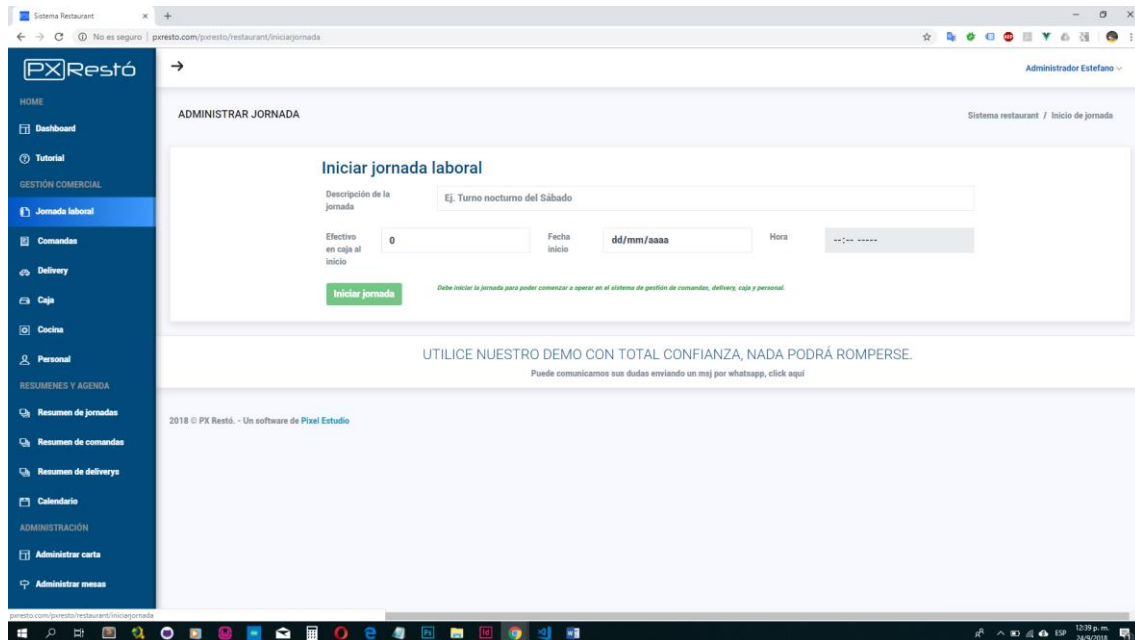 Sistema Restaurant
No es seguro | pxresto.com/pxresto/restaurant/iniciarjornada
PXRestó
Administrador Estefano
HOME
ADMINISTRAR JORNADA
Sistema restaurant / Inicio de jornada
Dashboard
Tutorial
GESTIÓN COMERCIAL
Jornada laboral
Comandas
Delivery
Caja
Cocina
Personal
RESUMENES Y AGENDA
Resumen de jornadas
Resumen de comandas
Resumen de deliverys
Calendario
ADMINISTRACIÓN
Administrar carta
Administrar mesas
Iniciar jornada laboral
Descripción de la
jornada
Ej. Turno nocturno del Sábado
Efectivo
en caja al
inicio
0
Fecha
inicio
dd/mm/aaaa
Hora
--:-- -----
Iniciar jornada
Debe iniciar la jornada para poder comenzar a operar en el sistema de gestión de comandas, delivery, caja y personal.
UTILICE NUESTRO DEMO CON TOTAL CONFIANZA, NADA PODRÁ ROMPERSE.
Puede comunicarnos sus dudas enviando un msj por whatsapp, click aquí
2018 © PX Restó. - Un software de Pixel Estudio
pxresto.com/pxresto/restaurant/iniciarjornada
ESP
12:39 p. m.
24/9/2018